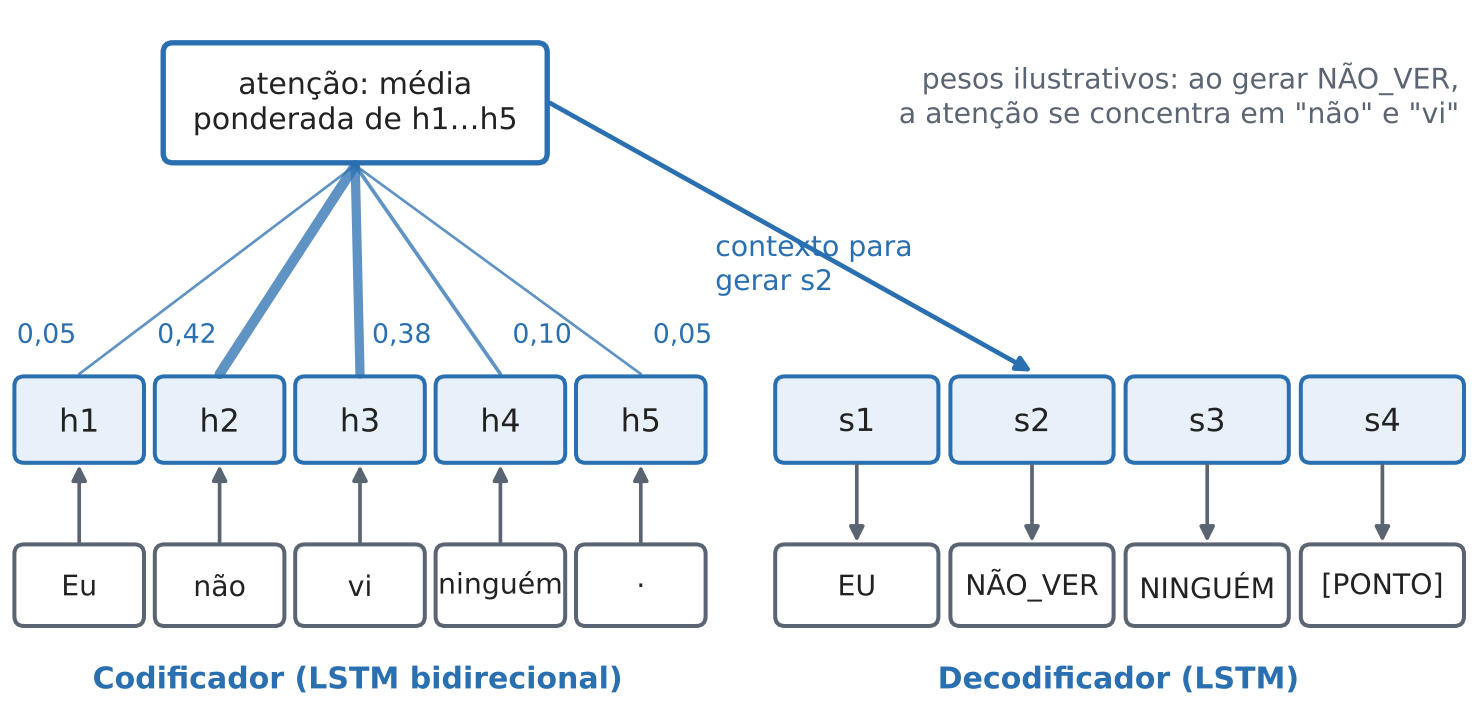 atenção: média
ponderada de h1...h5
pesos ilustrativos: ao gerar NÃO_VER,
a atenção se concentra em "não" e "vi"
contexto para
gerar s2
0,05 0,42 0,38 0,10 0,05
h1 h2 h3 h4 h5 s1 s2 s3 s4
Eu não vi ninguém . EU NÃO_VER NINGUÉM [PONTO]
Codificador (LSTM bidirecional) Decodificador (LSTM)